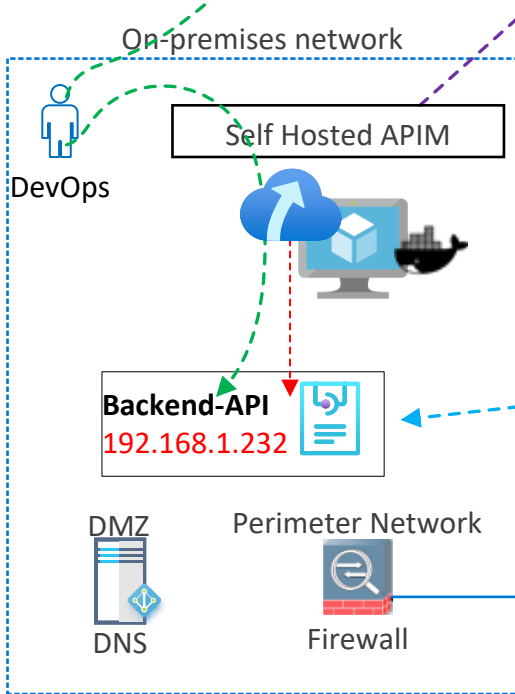 On-premises network
Self Hosted APIM
DevOps
Backend-API
192.168.1.232
DMZ
Perimeter Network
DNS
Firewall